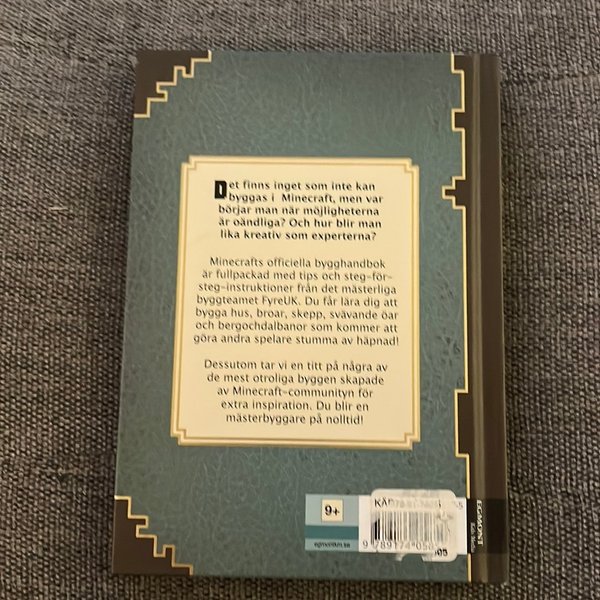 Det finns inget som inte kan
byggas i Minecraft, men var
börjar man när möjligheterna
är oändliga? Och hur blir man
lika kreativ som experterna?
Minecrafts officiella bygghandbok
är fullpackad med tips och steg-för-
steg-instruktioner från det mästerliga
byggteamet FyreUK. Du får lära dig att
bygga hus, broar, skepp, svävande öar
och bergochdalbanor som kommer att
göra andra spelare stumma av häpnad!
Dessutom tar vi en titt på några av
de mest otroliga byggen skapade
av Minecraft-communityn för
extra inspiration. Du blir en
mästerbyggare på nolltid!
9+
egmontkm.se
EGMONT
Kids Media